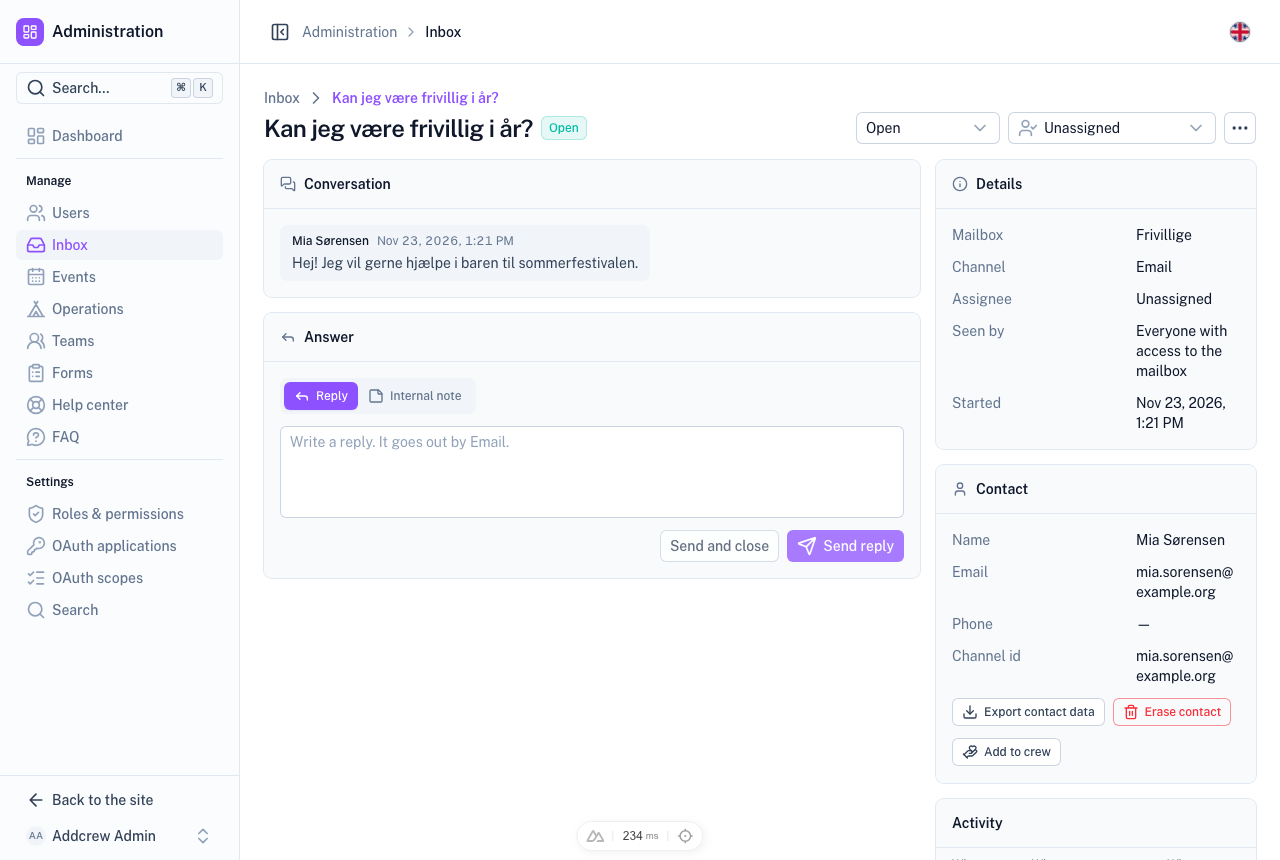 Administration
Search...
⌘ K
Dashboard
Manage
Users
Inbox
Events
Operations
Teams
Forms
Help center
FAQ
Settings
Roles & permissions
OAuth applications
OAuth scopes
Search
Back to the site
AA Addcrew Admin
Administration > Inbox
Inbox > Kan jeg være frivillig i år?
Kan jeg være frivillig i år? Open
Open
Unassigned
Conversation
Mia Sørensen Nov 23, 2026, 1:21 PM
Hej! Jeg vil gerne hjælpe i baren til sommerfestivalen.
Answer
Reply
Internal note
Write a reply. It goes out by Email.
Send and close
Send reply
Details
Mailbox Frivillige
Channel Email
Assignee Unassigned
Seen by Everyone with
access to the
mailbox
Started Nov 23, 2026,
1:21 PM
Contact
Name Mia Sørensen
Email mia.sorensen@
example.org
Phone —
Channel id mia.sorensen@
example.org
Export contact data
Erase contact
Add to crew
Activity
234 ms